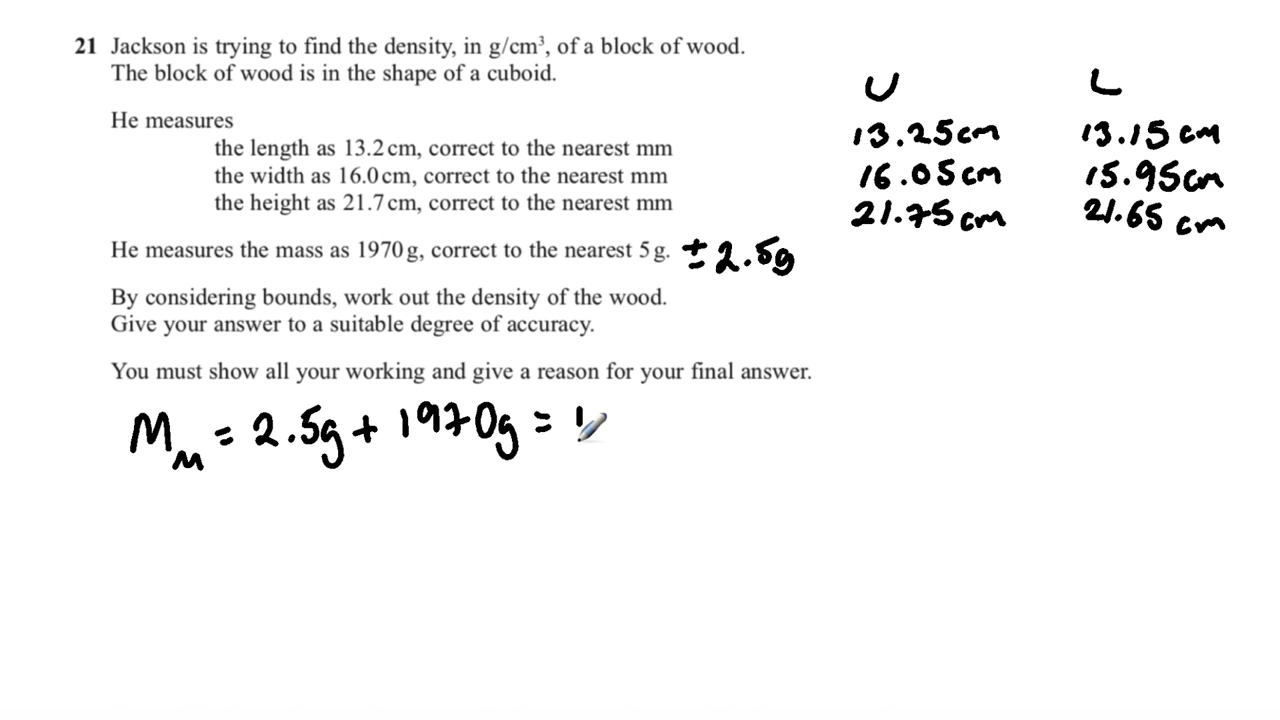 21 Jackson is trying to find the density, in g/cm³, of a block of wood.
The block of wood is in the shape of a cuboid.
He measures
the length as 13.2 cm, correct to the nearest mm
the width as 16.0 cm, correct to the nearest mm
the height as 21.7 cm, correct to the nearest mm
U L
13.25cm 13.15cm
16.05cm 15.95cm
21.75cm 21.65cm
He measures the mass as 1970 g, correct to the nearest 5 g. ±2.5g
By considering bounds, work out the density of the wood.
Give your answer to a suitable degree of accuracy.
You must show all your working and give a reason for your final answer.
M_M = 2.5g + 1970g =